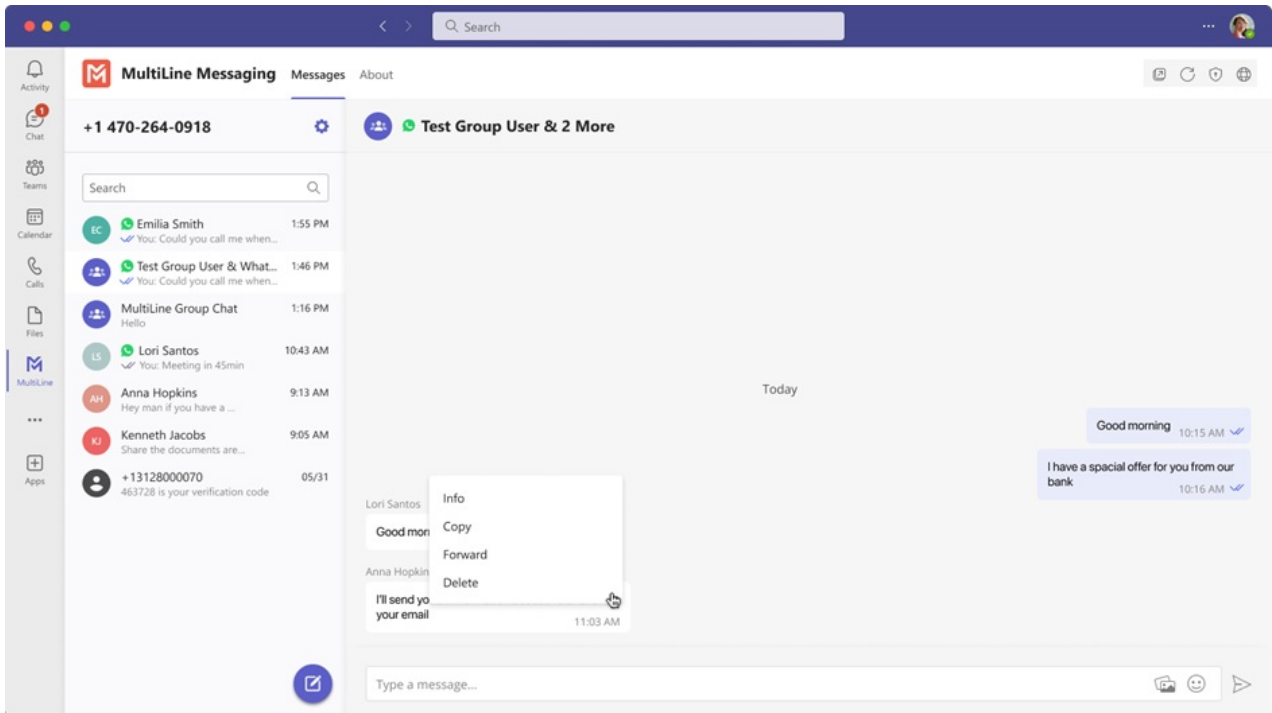 Search
Activity
1
Chat
Teams
Calendar
Calls
Files
MultiLine
Apps
MultiLine Messaging
Messages
About
+1 470-264-0918
Search
EC
Emilia Smith
1:55 PM
You: Could you call me when...
Test Group User & What...
1:46 PM
You: Could you call me when...
MultiLine Group Chat
1:16 PM
Hello
LS
Lori Santos
10:43 AM
You: Meeting in 45min
AH
Anna Hopkins
9:13 AM
Hey man if you have a ...
KJ
Kenneth Jacobs
9:05 AM
Share the documents are...
+13128000070
05/31
463728 is your verification code
Test Group User & 2 More
Today
Good morning
10:15 AM
I have a spacial offer for you from our
bank
10:16 AM
Lori Santos
Good morn
Anna Hopkin
I'll send yo
your email
11:03 AM
Info
Copy
Forward
Delete
Type a message...